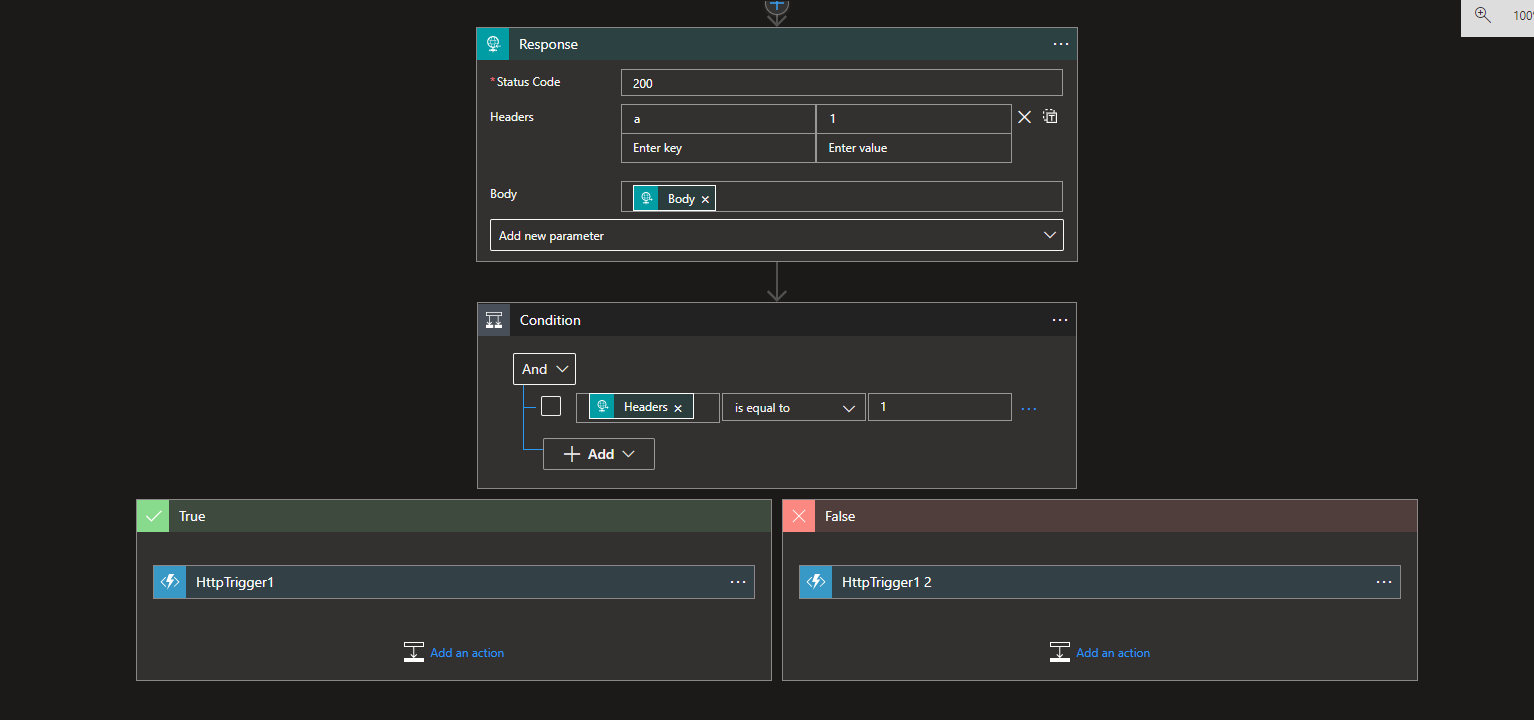 100%
Response
*Status Code
200
Headers
a
1
Enter key
Enter value
Body
Body
Add new parameter
Condition
And
Headers
is equal to
1
Add
True
False
HttpTrigger1
HttpTrigger1 2
Add an action
Add an action